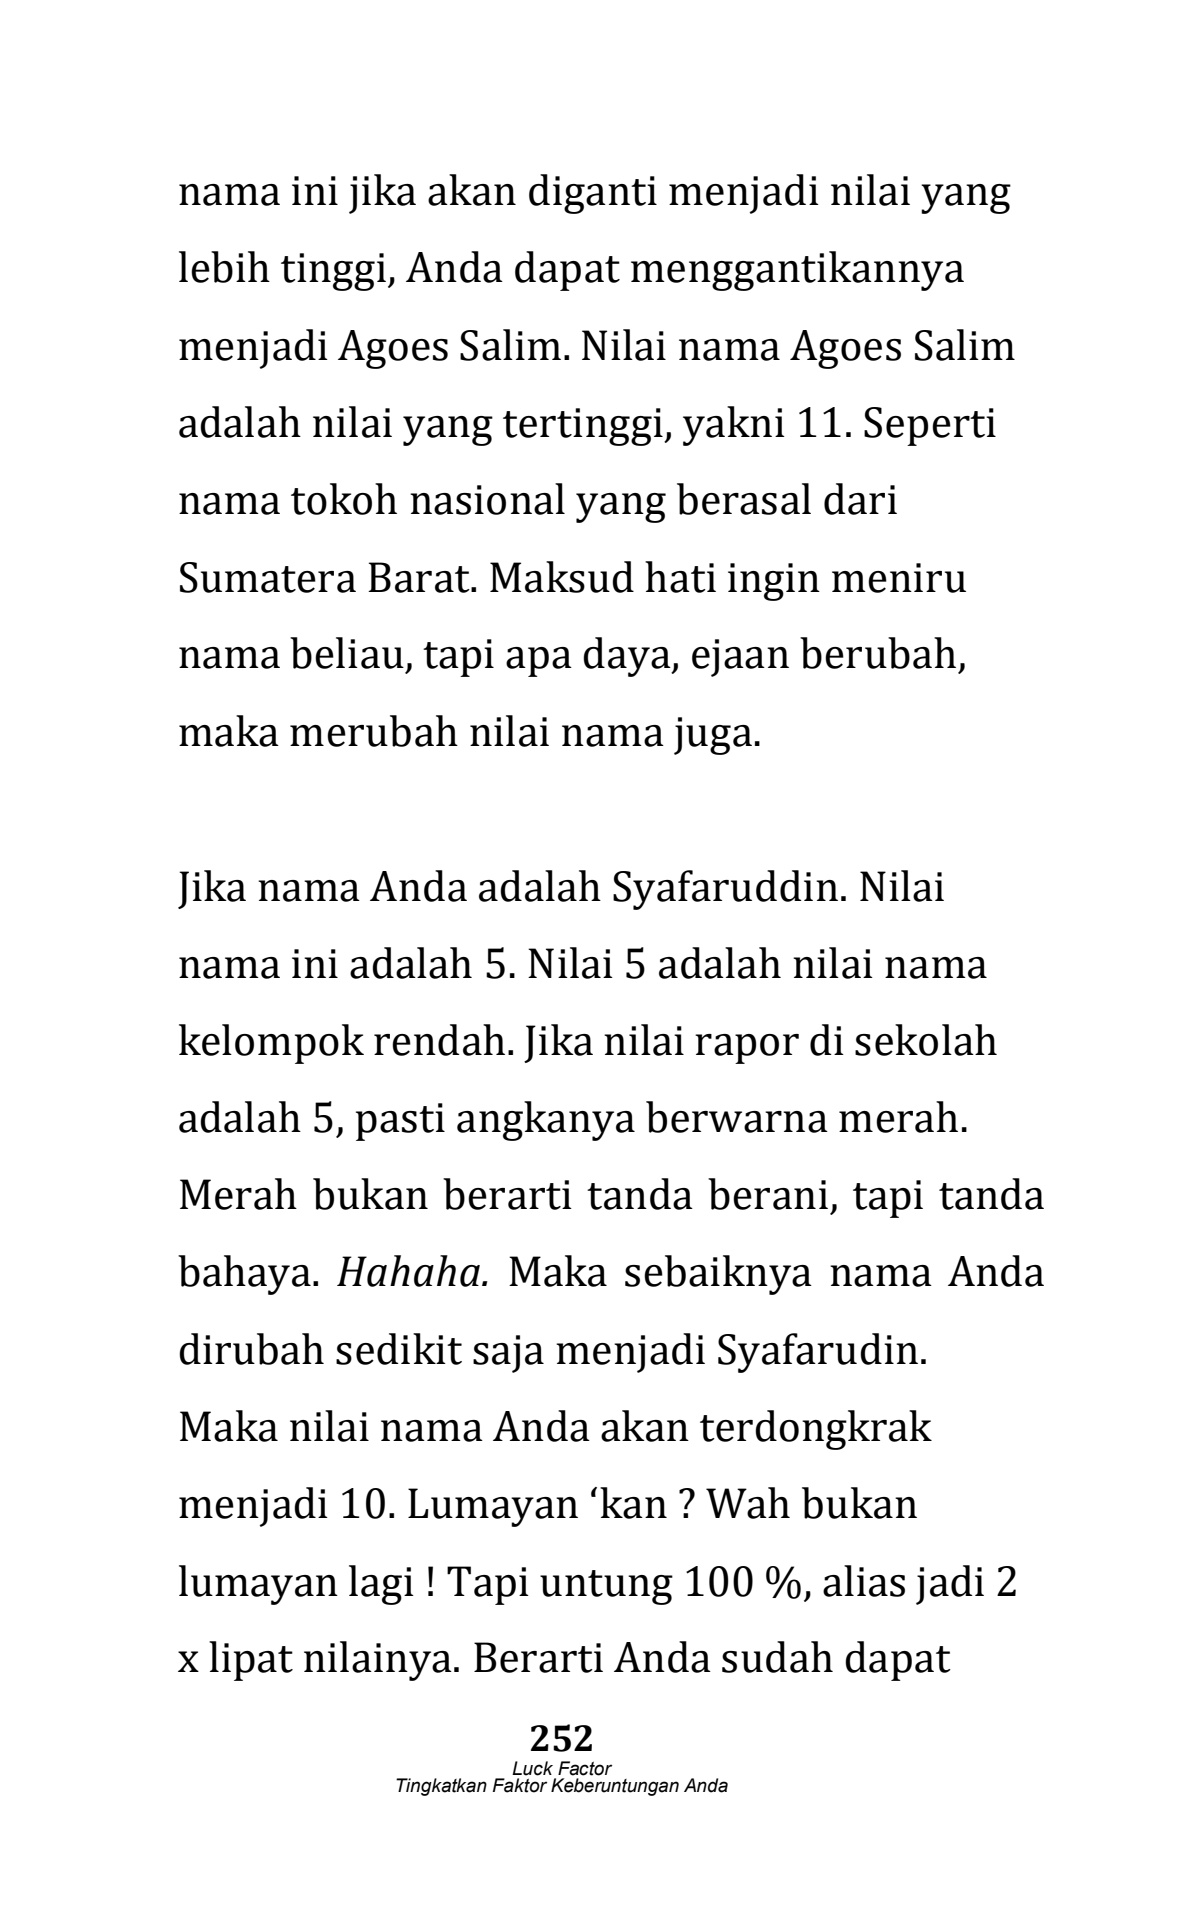 nama ini jika akan diganti menjadi nilai yang
lebih tinggi, Anda dapat menggantikannya
menjadi Agoes Salim. Nilai nama Agoes Salim
adalah nilai yang tertinggi, yakni 11. Seperti
nama tokoh nasional yang berasal dari
Sumatera Barat. Maksud hati ingin meniru
nama beliau, tapi apa daya, ejaan berubah,
maka merubah nilai nama juga.
Jika nama Anda adalah Syafaruddin. Nilai
nama ini adalah 5. Nilai 5 adalah nilai nama
kelompok rendah. Jika nilai rapor di sekolah
adalah 5, pasti angkanya berwarna merah.
Merah bukan berarti tanda berani, tapi tanda
bahaya. Hahaha. Maka sebaiknya nama Anda
dirubah sedikit saja menjadi Syafarudin.
Maka nilai nama Anda akan terdongkrak
menjadi 10. Lumayan ‘kan ? Wah bukan
lumayan lagi ! Tapi untung 100 %, alias jadi 2
x lipat nilainya. Berarti Anda sudah dapat
252
Luck Factor
Tingkatkan Faktor Keberuntungan Anda